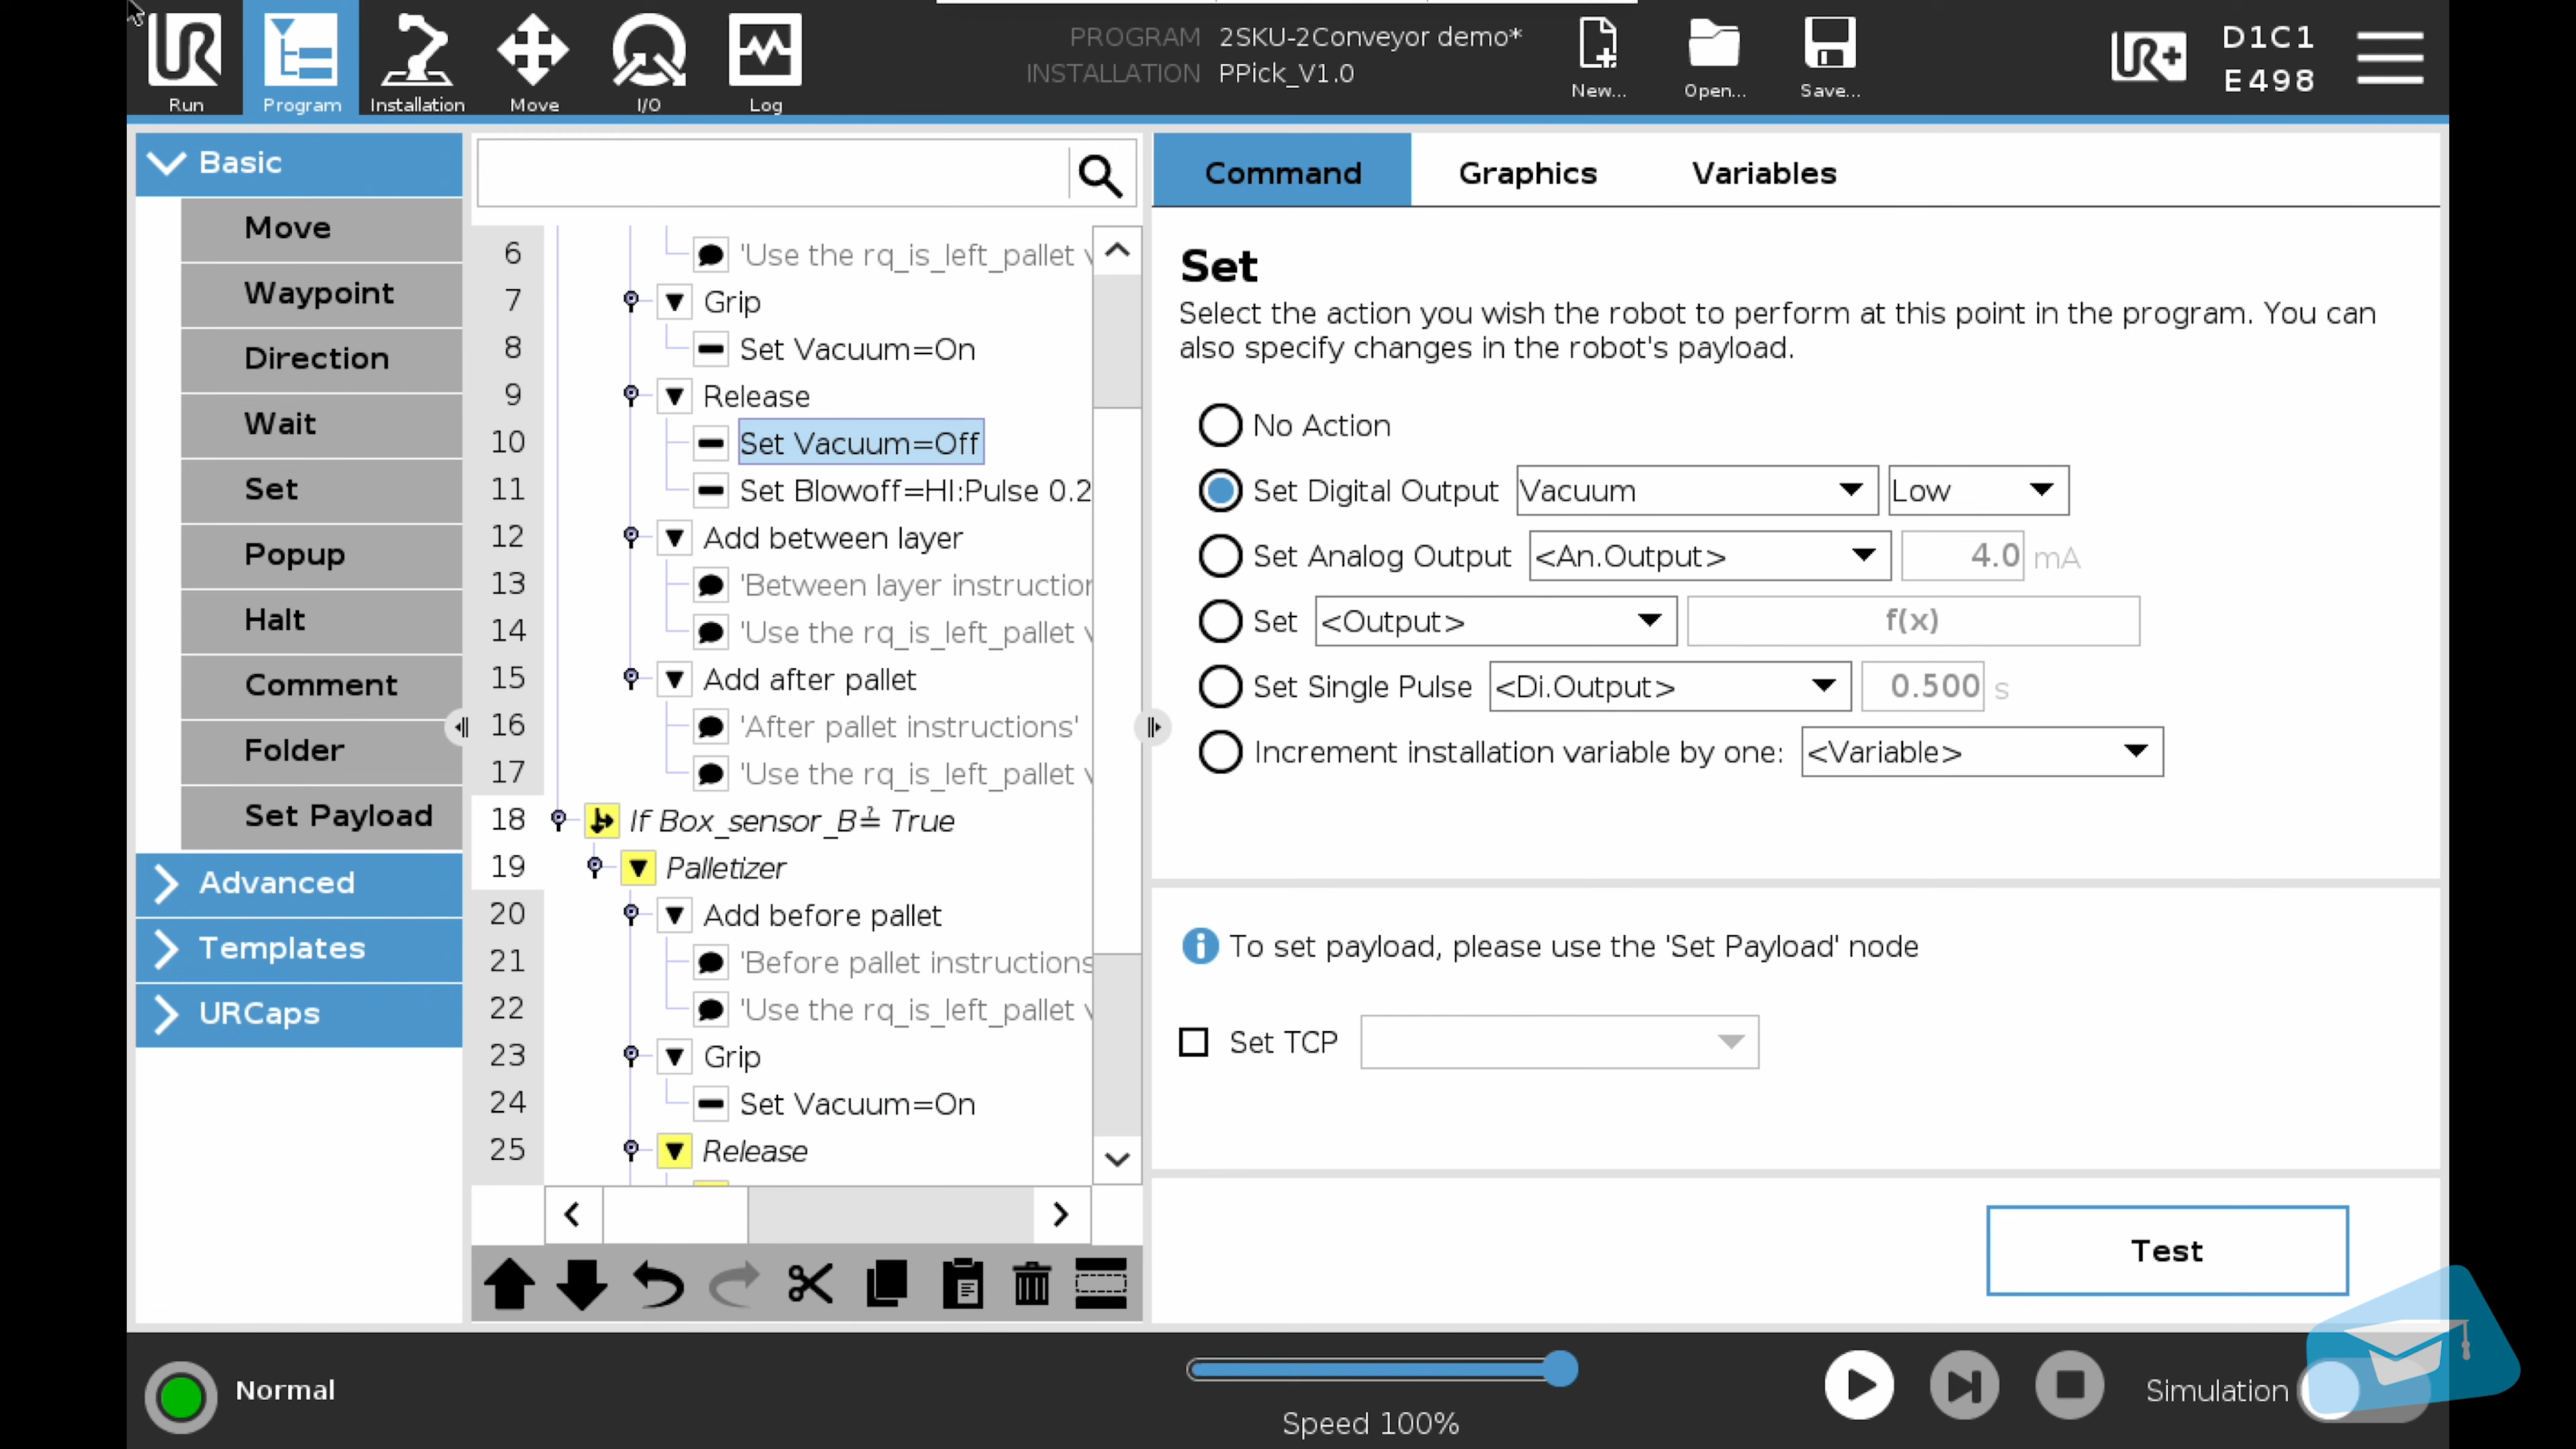 UR
Run
Program
Installation
Move
I/O
Log
PROGRAM 2SKU-2Conveyor demo*
INSTALLATION PPick_V1.0
New...
Open...
Save...
UR+
D1C1
E498
Basic
Move
Waypoint
Direction
Wait
Set
Popup
Halt
Comment
Folder
Set Payload
Advanced
Templates
URCaps
6 'Use the rq_is_left_pallet
7 Grip
8 Set Vacuum=On
9 Release
10 Set Vacuum=Off
11 Set Blowoff=HI:Pulse 0.2
12 Add between layer
13 'Between layer
14 'Use the rq_is_left_pallet
15 Add after pallet
16 'After pallet instructions'
17 'Use the rq_is_left_pallet
18 If Box_sensor_B≟ True
19 Palletizer
20 Add before pallet
21 'Before pallet instructions
22 'Use the rq_is_left_pallet
23 Grip
24 Set Vacuum=On
25 Release
Command Graphics Variables
Set
Select the action you wish the robot to perform at this point in the program. You can
also specify changes in the robot's payload.
No Action
Set Digital Output Vacuum Low
Set Analog Output <An.Output> 4.0 mA
Set <Output> f(x)
Set Single Pulse <Di.Output> 0.500 s
Increment installation variable by one: <Variable>
To set payload, please use the 'Set Payload' node
Set TCP
Test
Normal
Speed 100%
Simulation